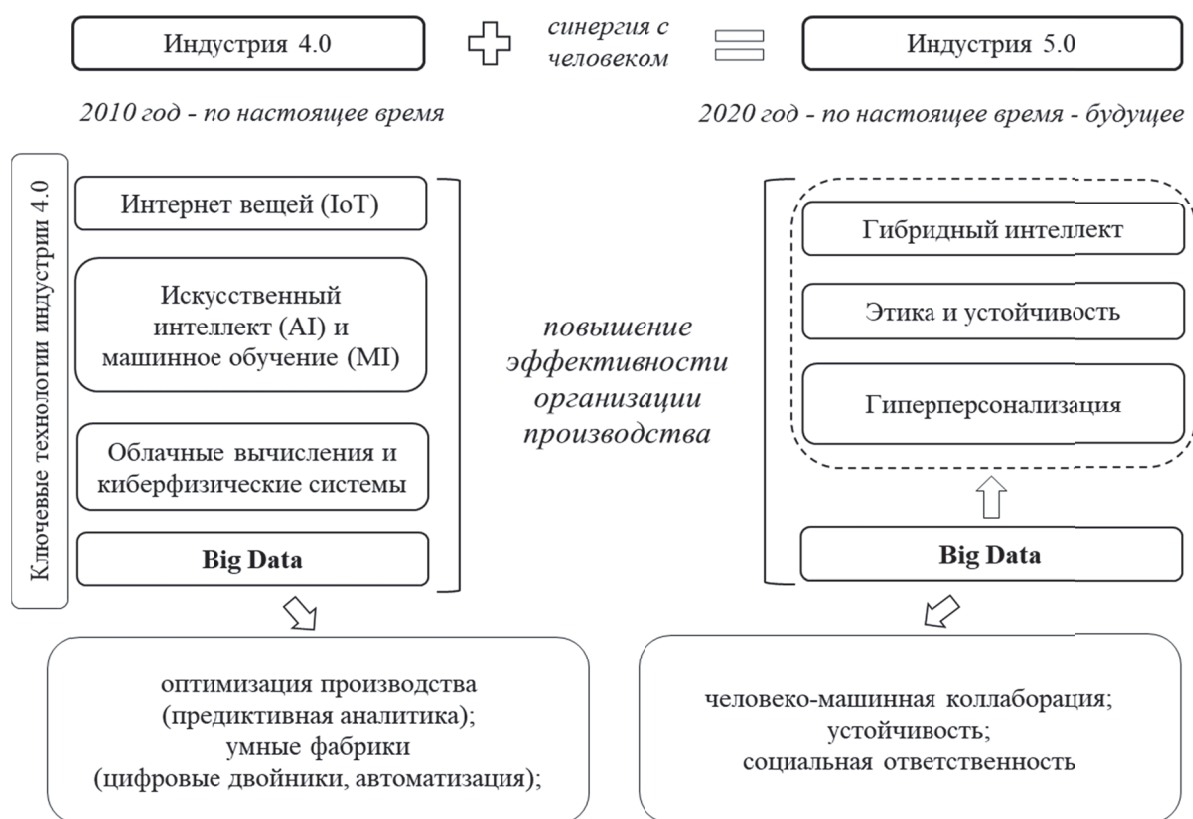 Индустрия 4.0
синергия с
человеком
Индустрия 5.0
2010 год - по настоящее время
2020 год - по настоящее время - будущее
Ключевые технологии индустрии 4.0
Интернет вещей (IoT)
Искусственный
интеллект (AI) и
машинное обучение (MI)
Облачные вычисления и
киберфизические системы
Big Data
повышение
эффективности
организации
производства
Гибридный интеллект
Этика и устойчивость
Гиперперсонализация
Big Data
оптимизация производства
(предиктивная аналитика);
умные фабрики
(цифровые двойники, автоматизация);
человеко-машинная коллаборация;
устойчивость;
социальная ответственность